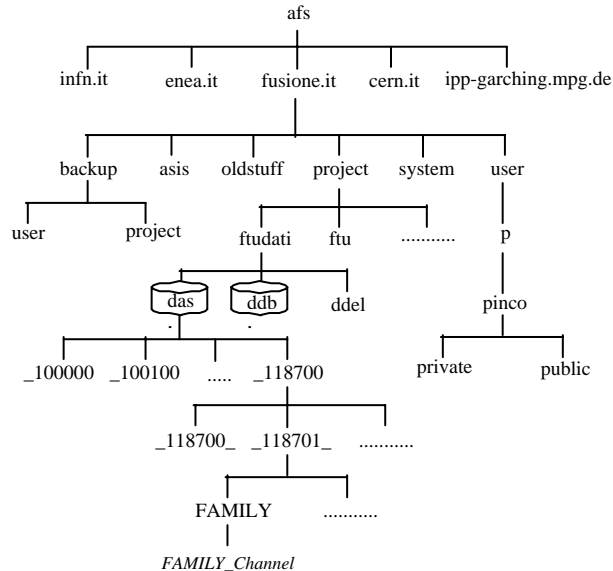 afs
infn.it enea.it fusione.it cern.it ipp-garching.mpg.de
backup asis oldstuff project system user
user project ftudati ftu ........... p
das ddb ddel pinco
_100000 _100100 ..... _118700 private public
_118700_ _118701_ ...........
FAMILY ...........
FAMILY_Channel